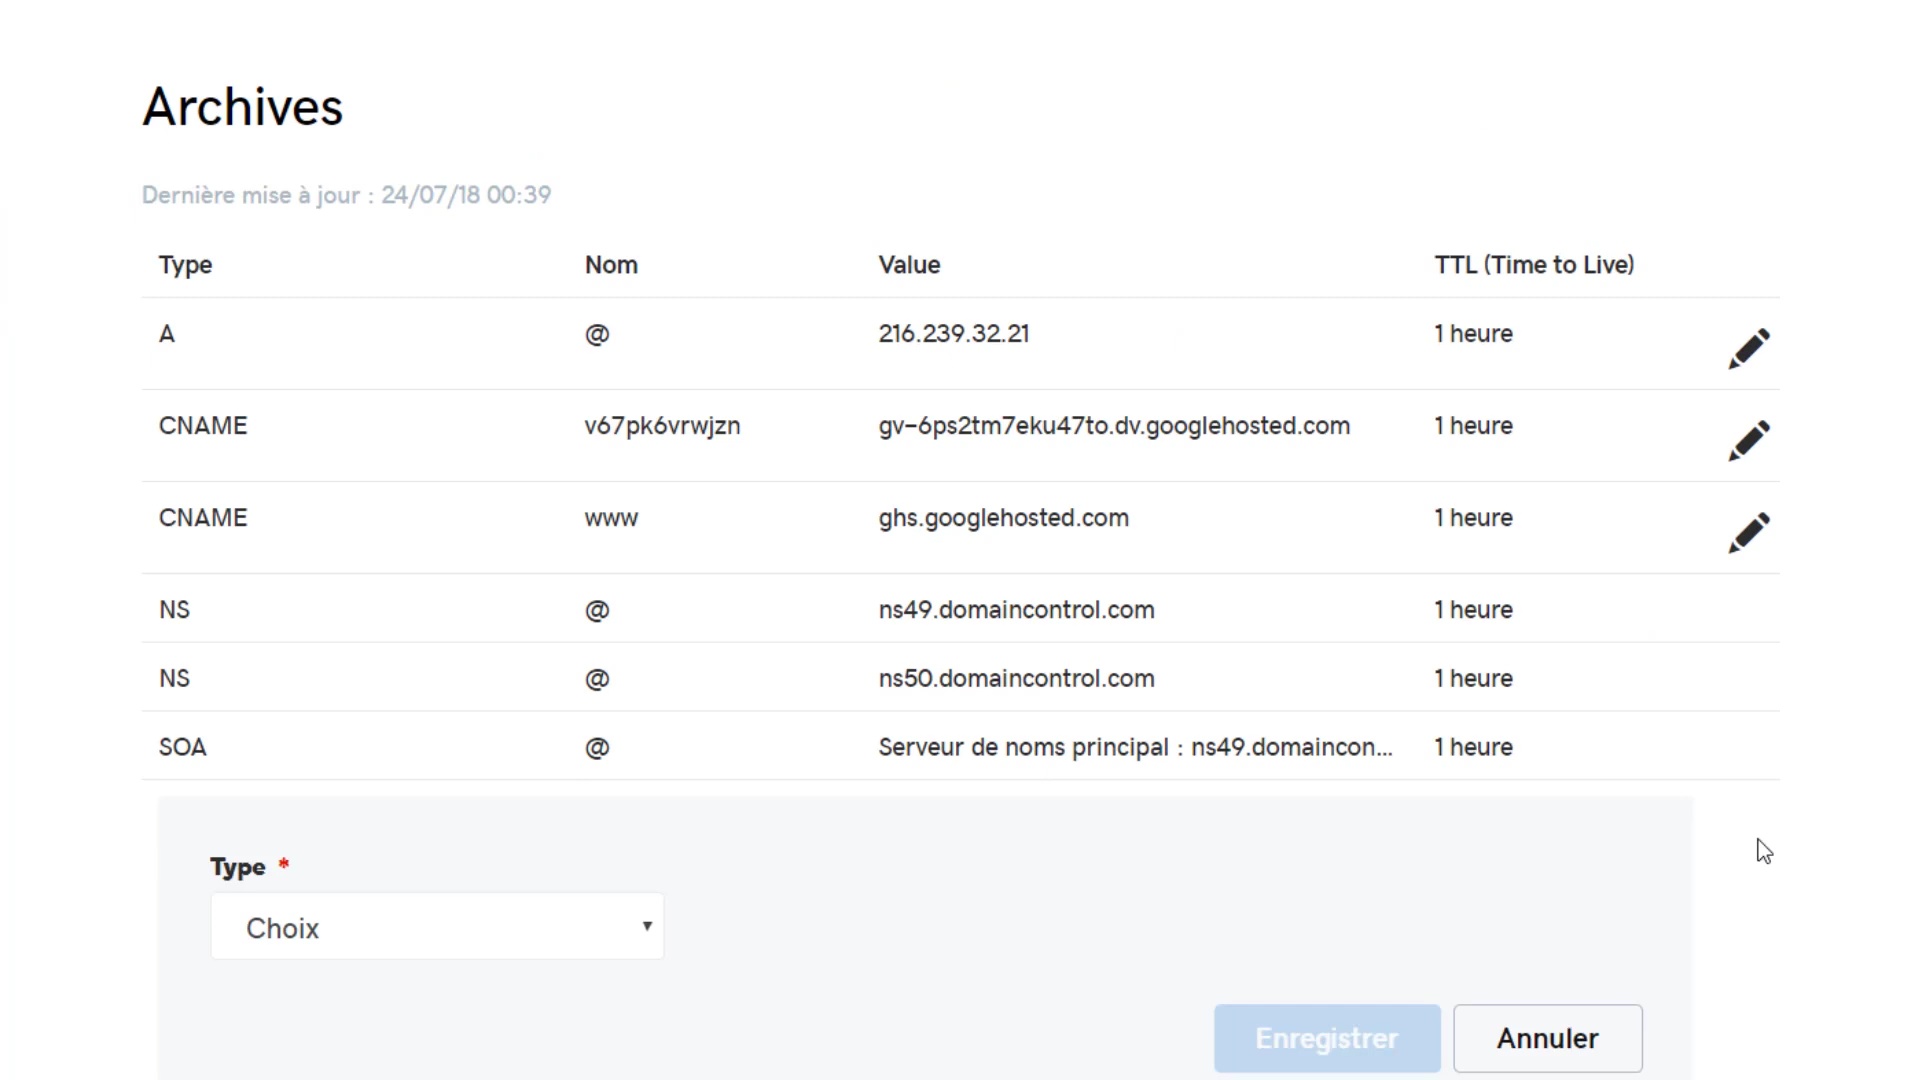 Archives
Dernière mise à jour : 24/07/18 00:39
Type Nom Value TTL (Time to Live)
A @ 216.239.32.21 1 heure
CNAME v67pk6vrwjzn gv-6ps2tm7eku47to.dv.googlehosted.com 1 heure
CNAME www ghs.googlehosted.com 1 heure
NS @ ns49.domaincontrol.com 1 heure
NS @ ns50.domaincontrol.com 1 heure
SOA @ Serveur de noms principal : ns49.domaincon... 1 heure
Type *
Choix
Enregistrer Annuler